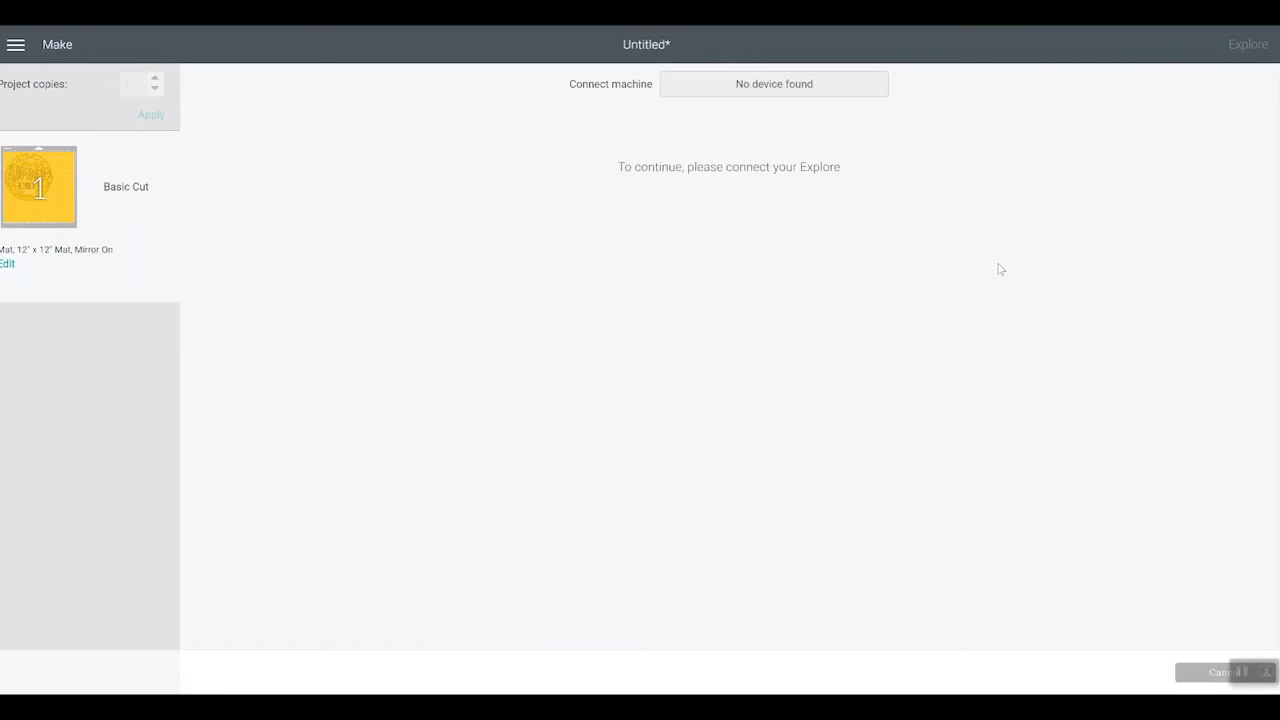 Make
Untitled*
Explore
Project copies:
Apply
Connect machine
No device found
To continue, please connect your Explore
1
Basic Cut
Mat, 12" x 12" Mat, Mirror On
Edit